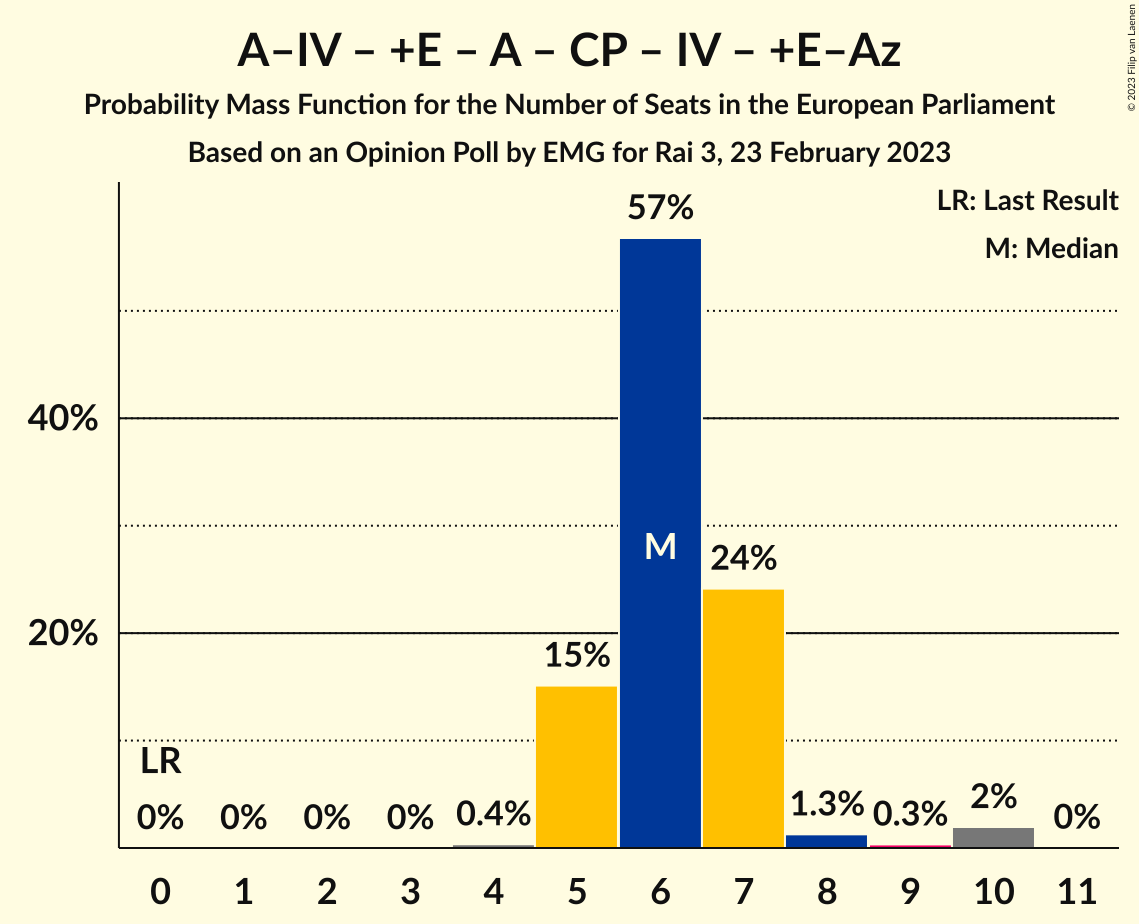 A–IV – +E – A – CP – IV – +E–Az
Probability Mass Function for the Number of Seats in the European Parliament
Based on an Opinion Poll by EMG for Rai 3, 23 February 2023
© 2023 Filip van Laenen
LR: Last Result
M: Median
57%
40%
M
24%
20%
15%
LR
0% 0% 0% 0% 0.4% 1.3% 0.3% 2% 0%
0 1 2 3 4 5 6 7 8 9 10 11